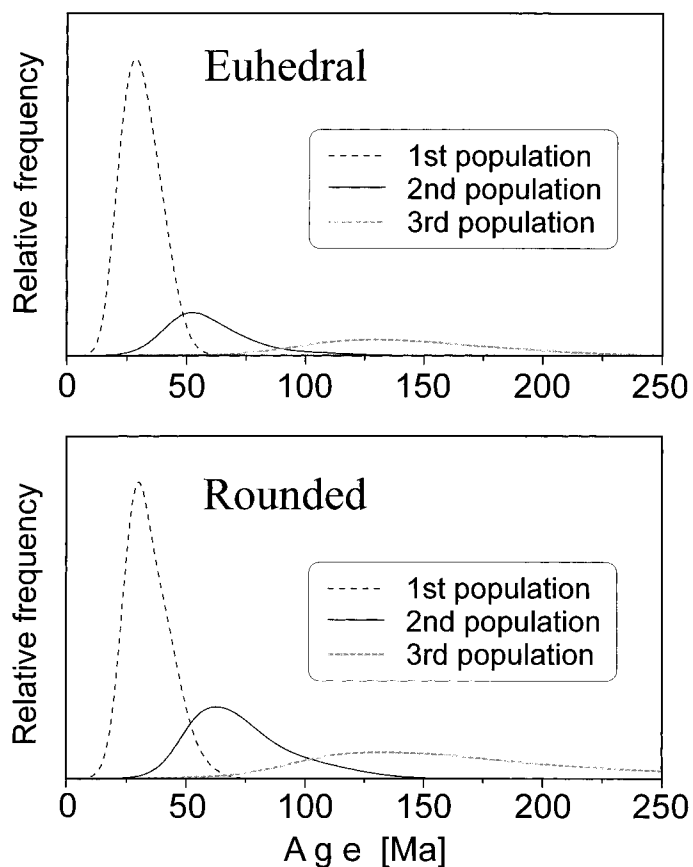 Euhedral
Relative frequency
1st population
2nd population
3rd population
0 50 100 150 200 250
Rounded
Relative frequency
1st population
2nd population
3rd population
0 50 100 150 200 250
Age [Ma]